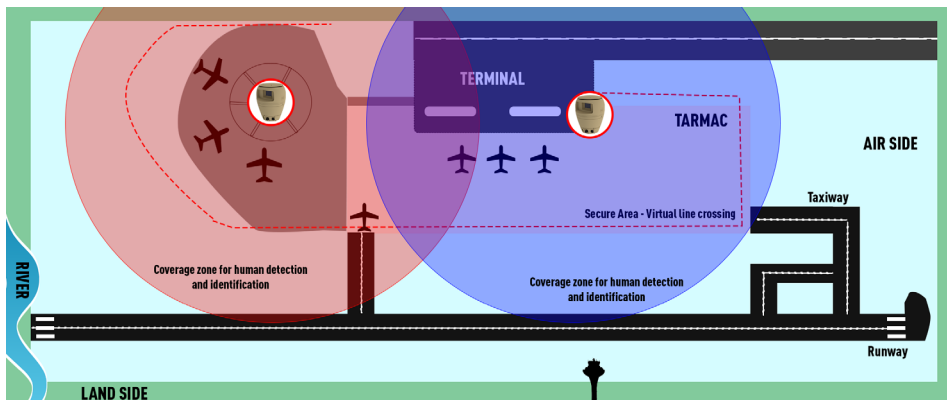 TERMINAL
TARMAC
AIR SIDE
Taxiway
Secure Area - Virtual line crossing
Coverage zone for human detection
and identification
Coverage zone for human detection
and identification
RIVER
Runway
LAND SIDE